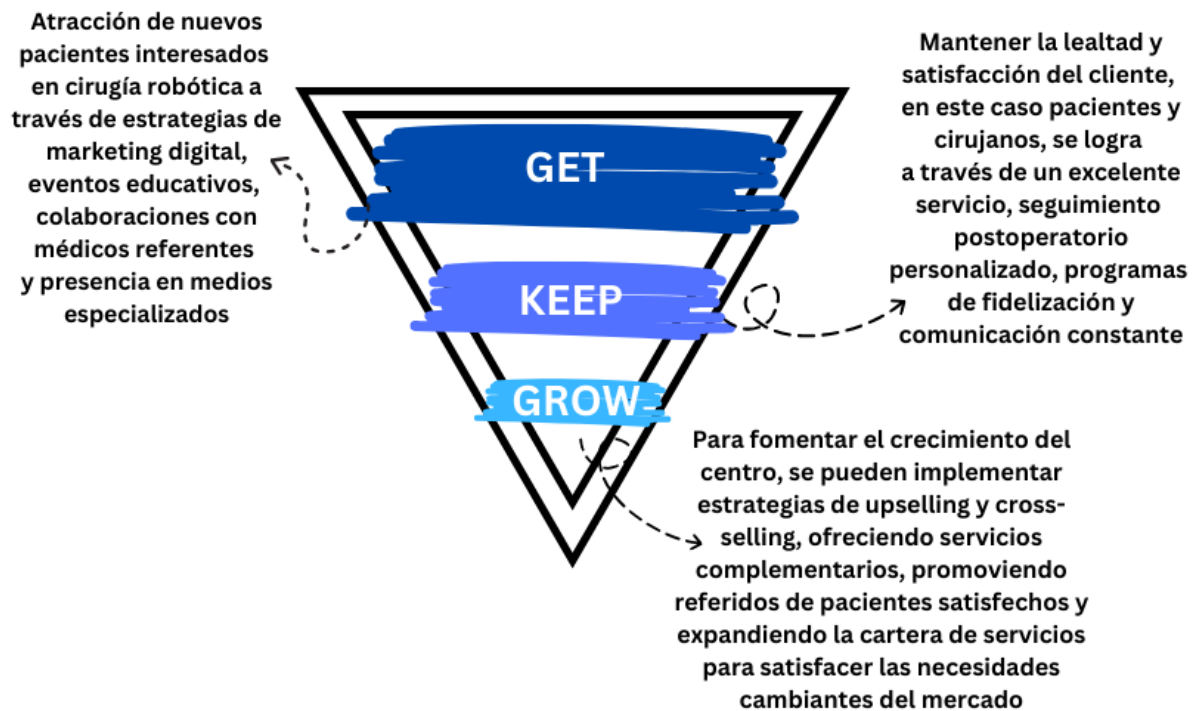 Atracción de nuevos
pacientes interesados
en cirugía robótica a
través de estrategias de
marketing digital,
eventos educativos,
colaboraciones con
médicos referentes
y presencia en medios
especializados
GET
KEEP
GROW
Mantener la lealtad y
satisfacción del cliente,
en este caso pacientes y
cirujanos, se logra
a través de un excelente
servicio, seguimiento
postoperatorio
personalizado, programas
de fidelización y
comunicación constante
Para fomentar el crecimiento del
centro, se pueden implementar
estrategias de upselling y cross-
selling, ofreciendo servicios
complementarios, promoviendo
referidos de pacientes satisfechos y
expandiendo la cartera de servicios
para satisfacer las necesidades
cambiantes del mercado